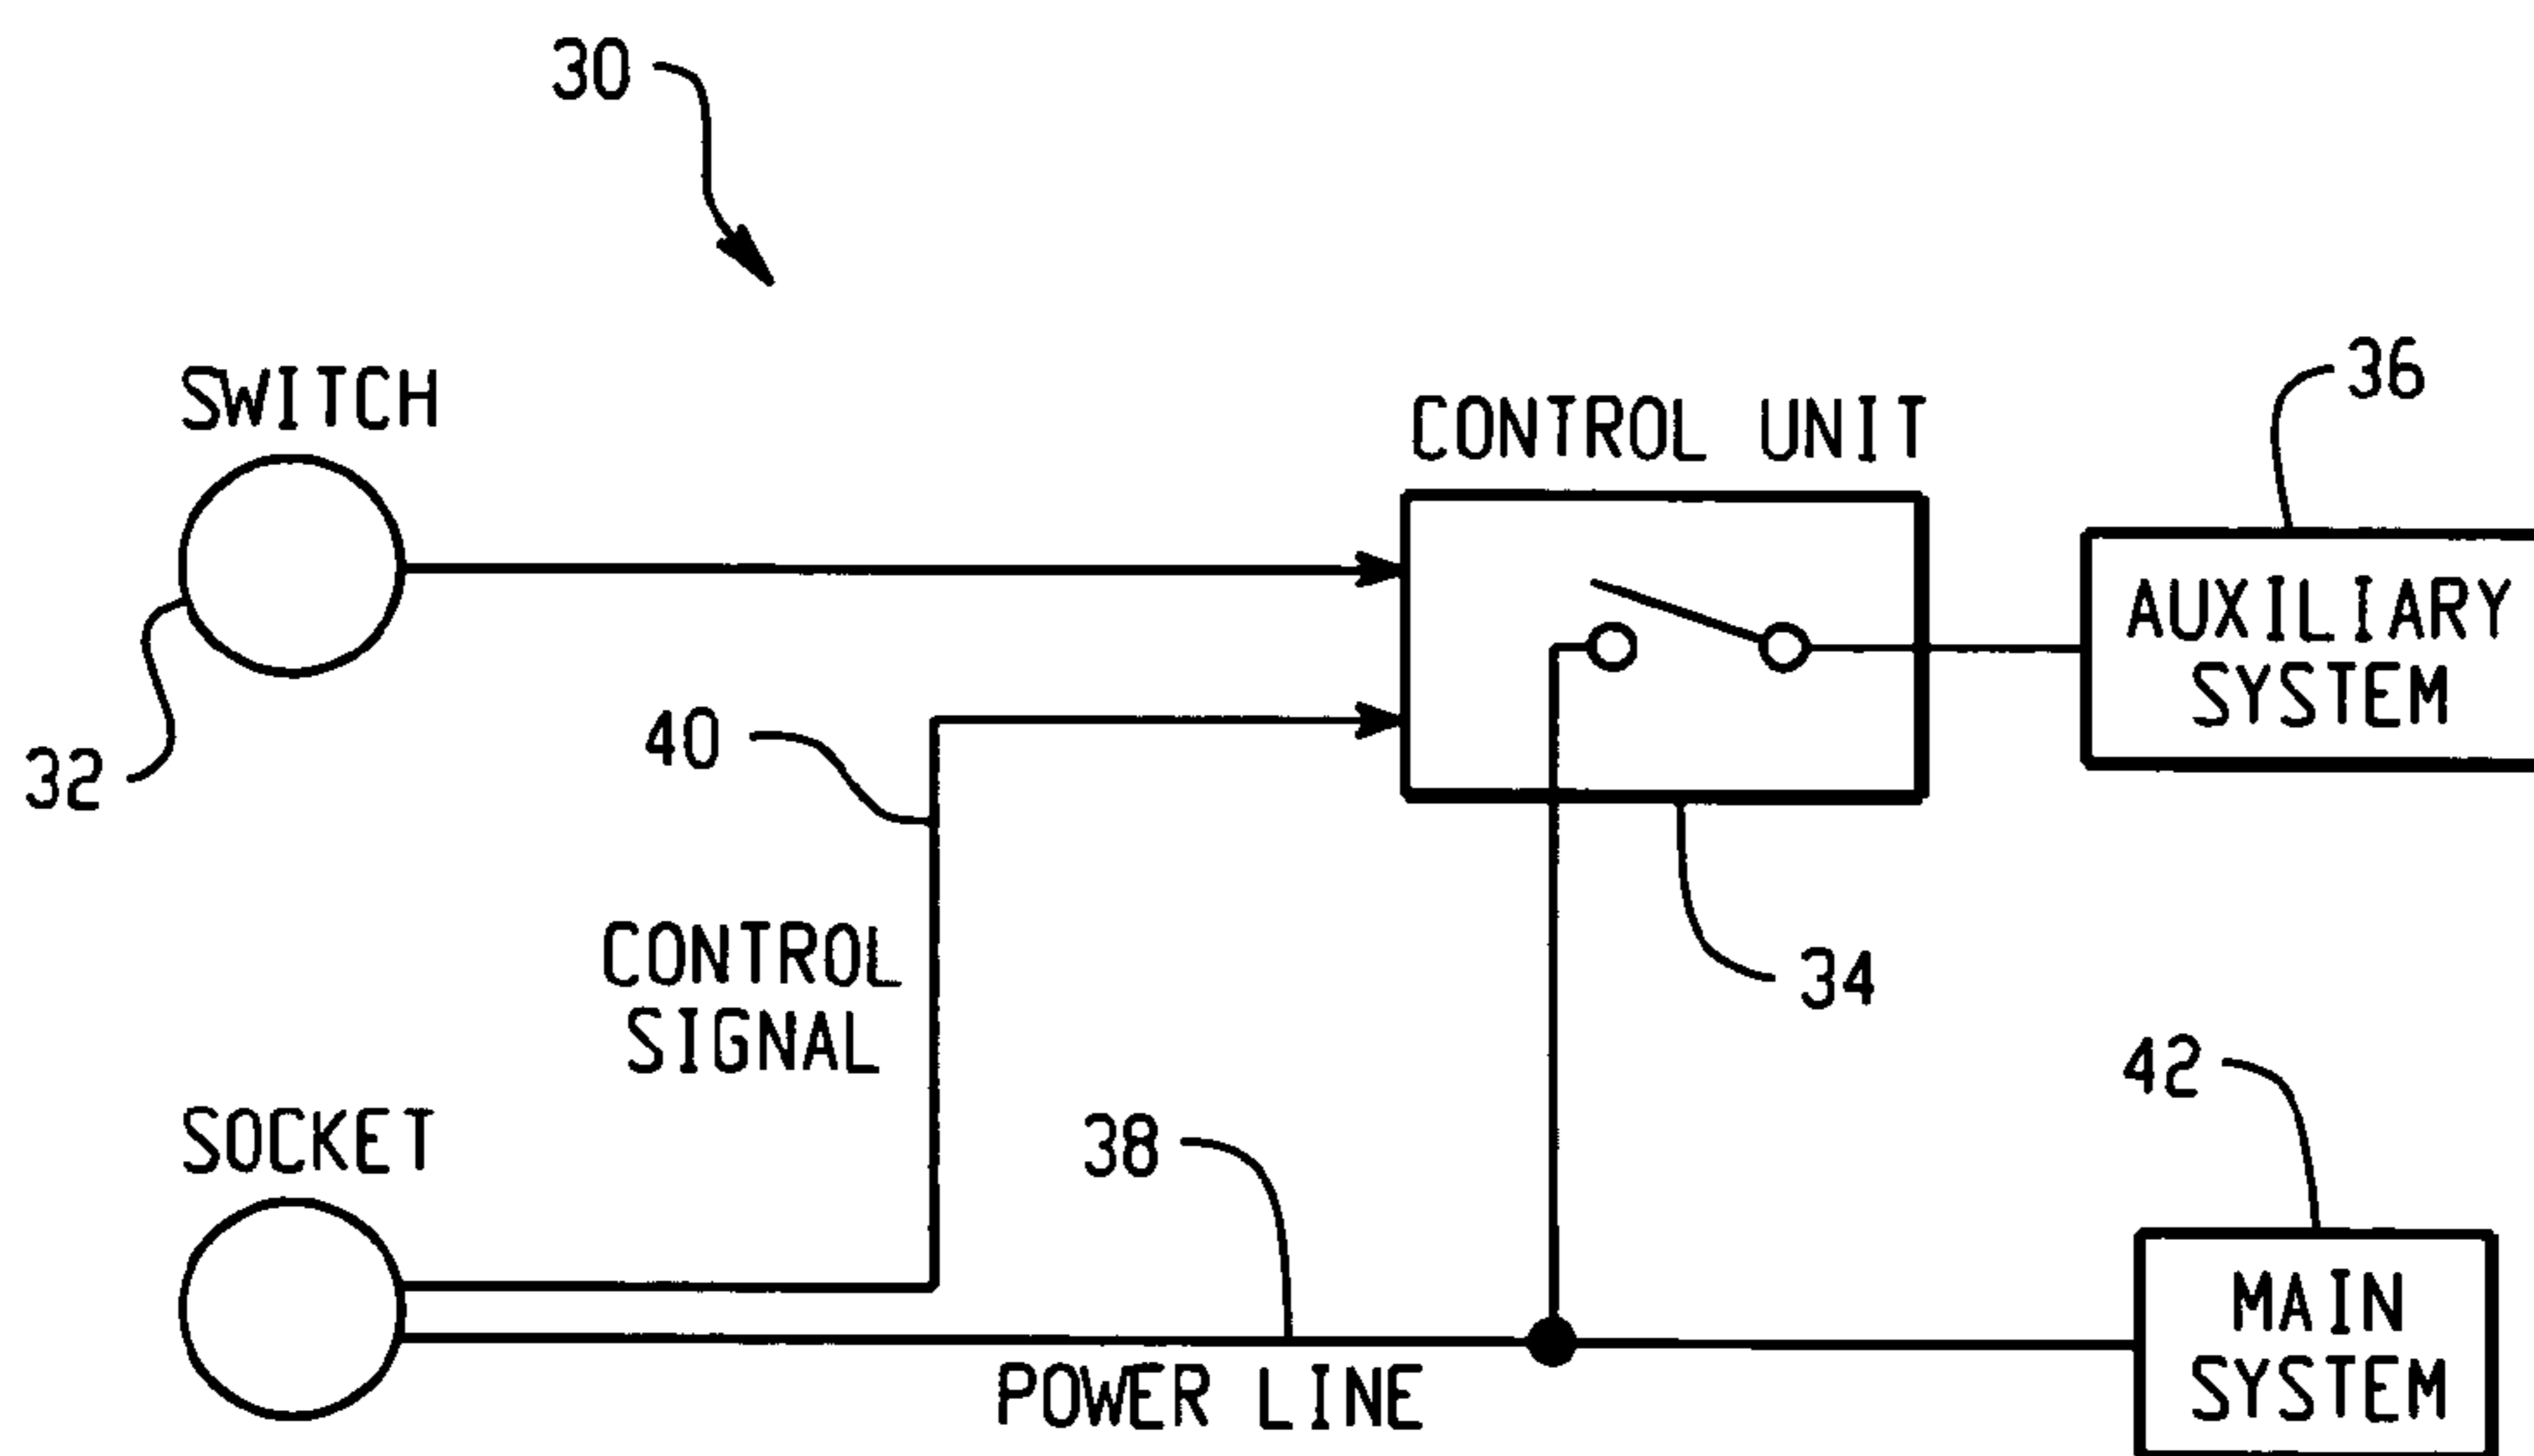 30
SWITCH
CONTROL UNIT
36
AUXILIARY
SYSTEM
32
40
CONTROL
SIGNAL
34
42
SOCKET
38
MAIN
SYSTEM
POWER LINE